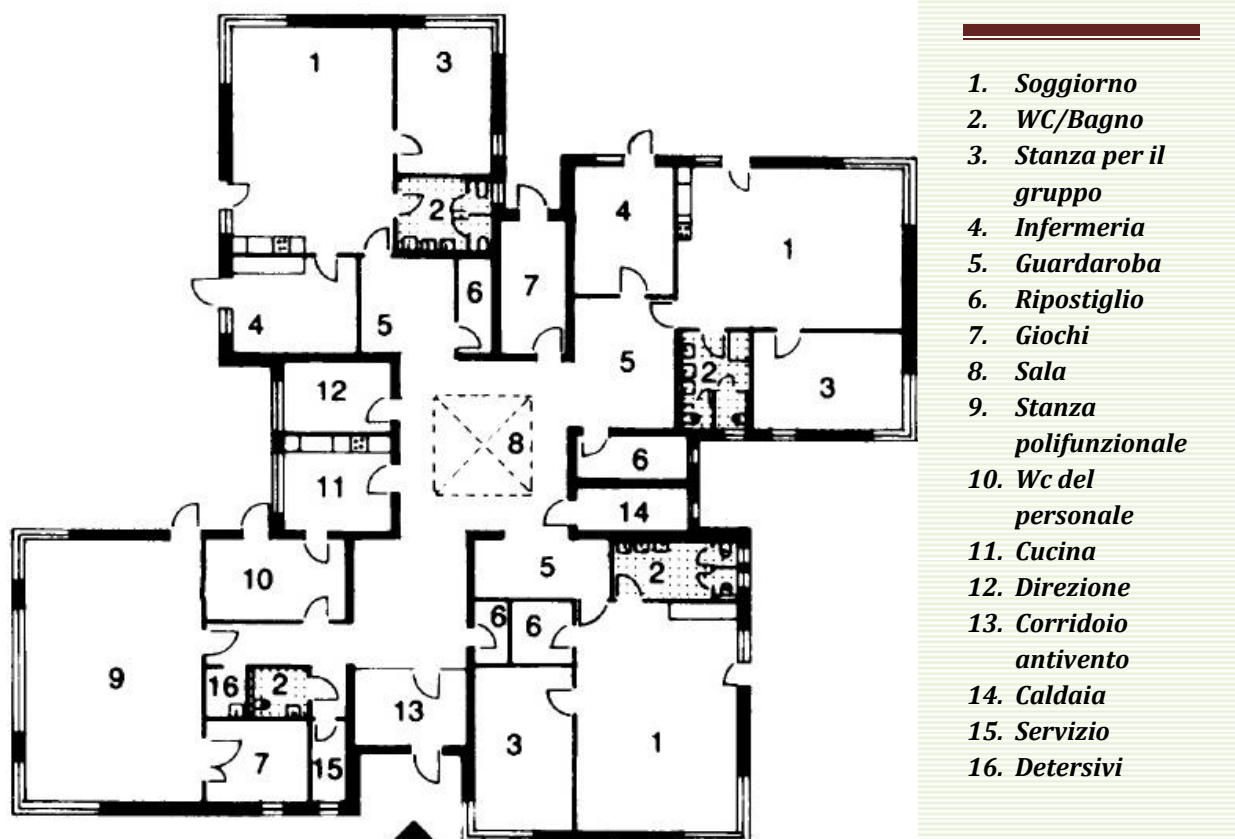 1 3
2
4 1
7
6
4 5
5 2 3
12
8
6
11
14
10 5 2
6 6
9 16 2
13
3 1
7 15
1. Soggiorno
2. WC/Bagno
3. Stanza per il
gruppo
4. Infermeria
5. Guardaroba
6. Ripostiglio
7. Giochi
8. Sala
9. Stanza
polifunzionale
10. Wc del
personale
11. Cucina
12. Direzione
13. Corridoio
antivento
14. Caldaia
15. Servizio
16. Detersivi